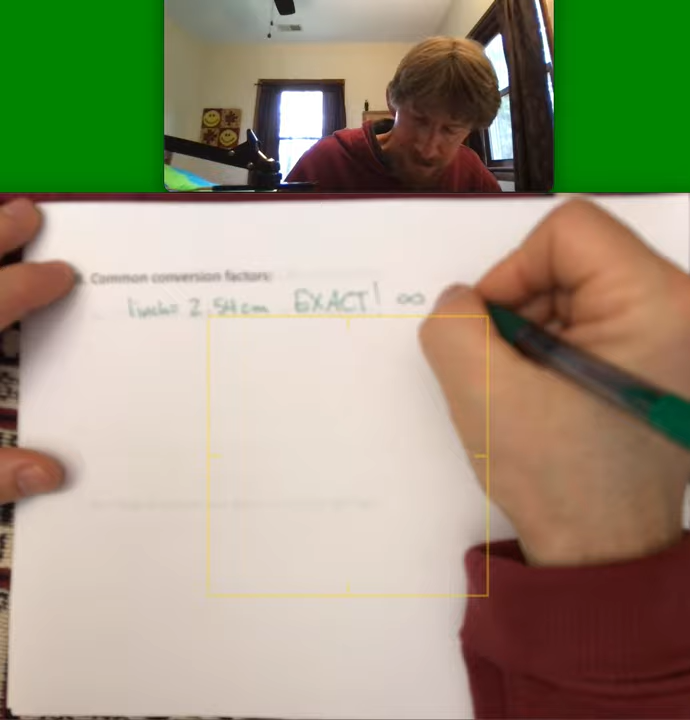 Common conversion factors:
1 inch = 2.54 cm EXACT! ∞